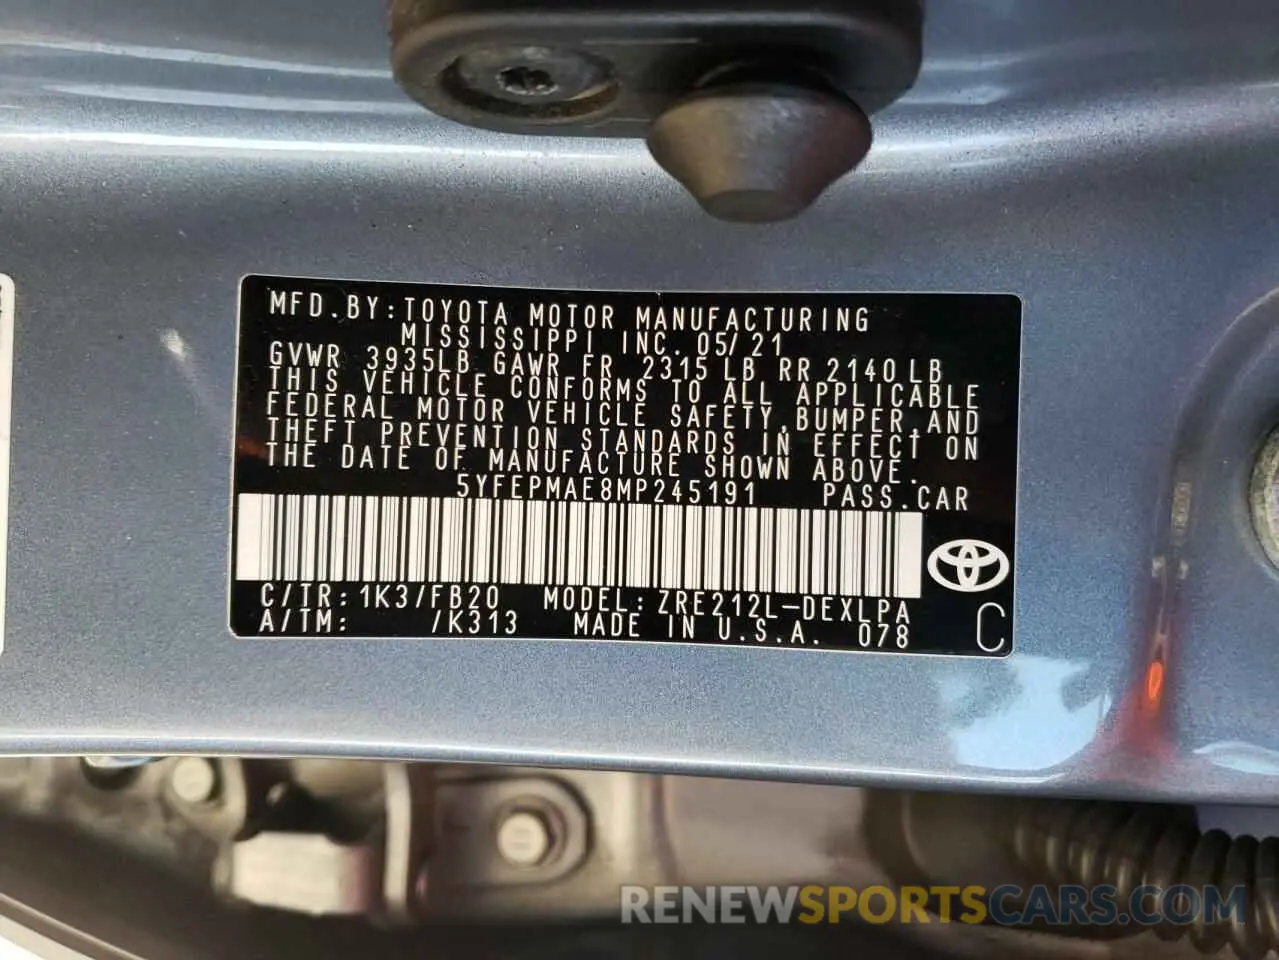 MFD.BY:TOYOTA MOTOR MANUFACTURING
MISSISSIPPI INC. 05/21
GVWR 3935LB GAWR FR 2315 LB RR 2140 LB
THIS VEHICLE CONFORMS TO ALL APPLICABLE
FEDERAL MOTOR VEHICLE SAFETY,BUMPER,AND
THEFT PREVENTION STANDARDS IN EFFECT ON
THE DATE OF MANUFACTURE SHOWN ABOVE.
5YFEPMAE8MP245191 PASS.CAR
C/TR:1K3/FB20 MODEL:ZRE212L-DEXLPA
A/TM: /K313 MADE IN U.S.A. 078 C
RENEWSPORTSCARS.COM